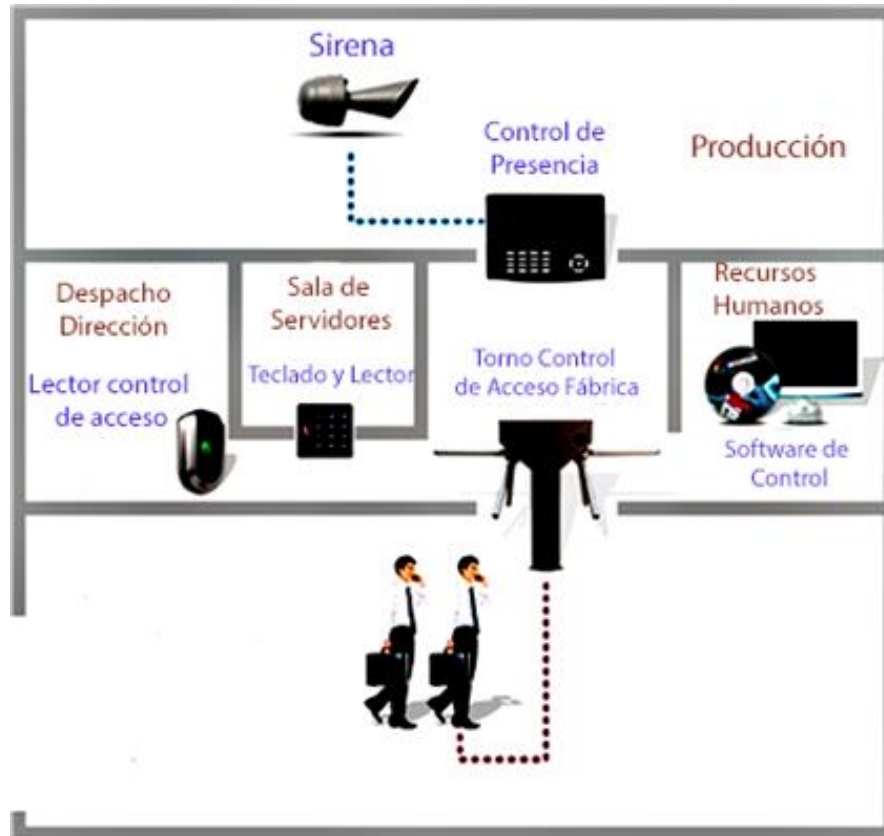 Sirena
Control de
Presencia
Producción
Despacho
Dirección
Lector control
de acceso
Sala de
Servidores
Teclado y Lector
Torno Control
de Acceso Fábrica
Recursos
Humanos
Software de
Control